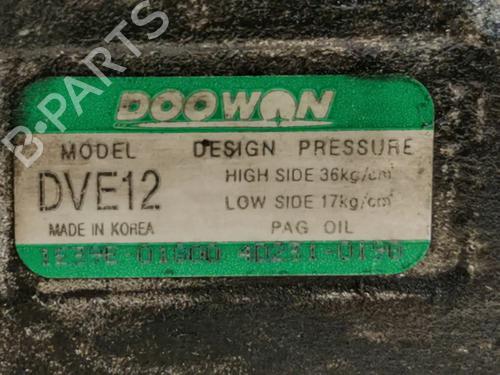 B-PARTS
DOOWON
MODEL DESIGN PRESSURE
DVE12 HIGH SIDE 36kg/cm²
LOW SIDE 17kg/cm²
MADE IN KOREA PAG OIL